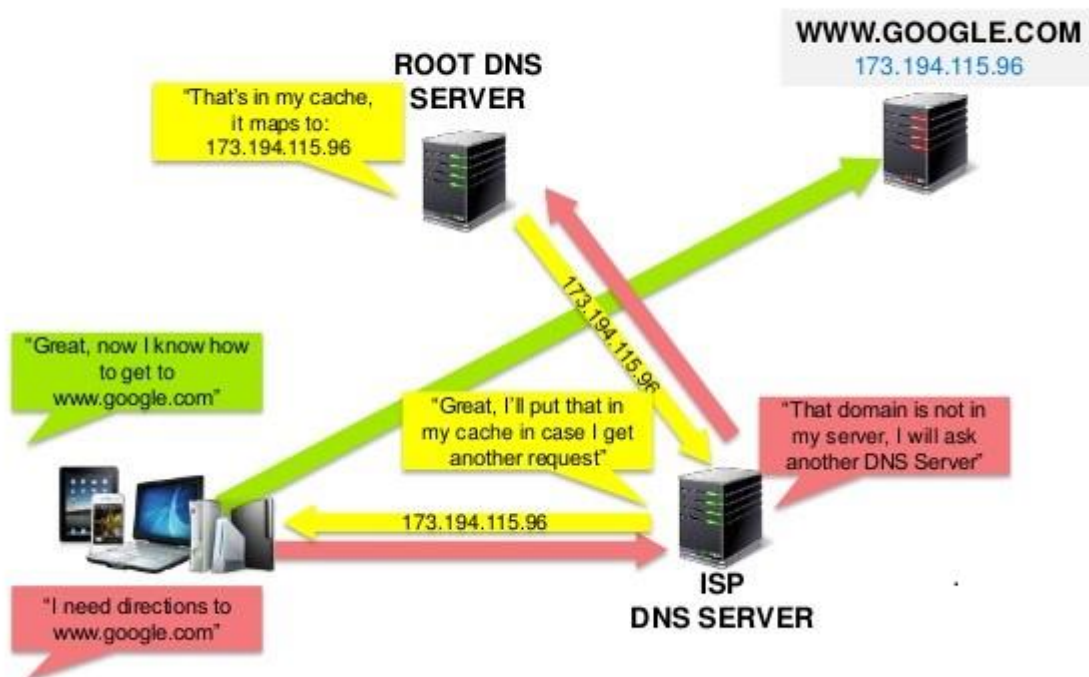 WWW.GOOGLE.COM
173.194.115.96
ROOT DNS
SERVER
“That’s in my cache,
it maps to:
173.194.115.96
173.194.115.96
“Great, now I know how
to get to
www.google.com”
“Great, I’ll put that in
my cache in case I get
another request”
“That domain is not in
my server, I will ask
another DNS Server”
173.194.115.96
ISP
DNS SERVER
“I need directions to
www.google.com”